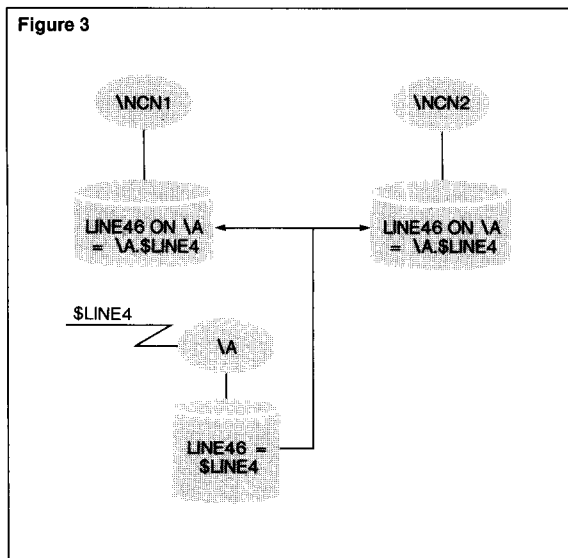 Figure 3
\NCN1
\NCN2
LINE46 ON \A
= \A.$LINE4
LINE46 ON \A
= \A.$LINE4
$LINE4
\A
LINE46 =
$LINE4